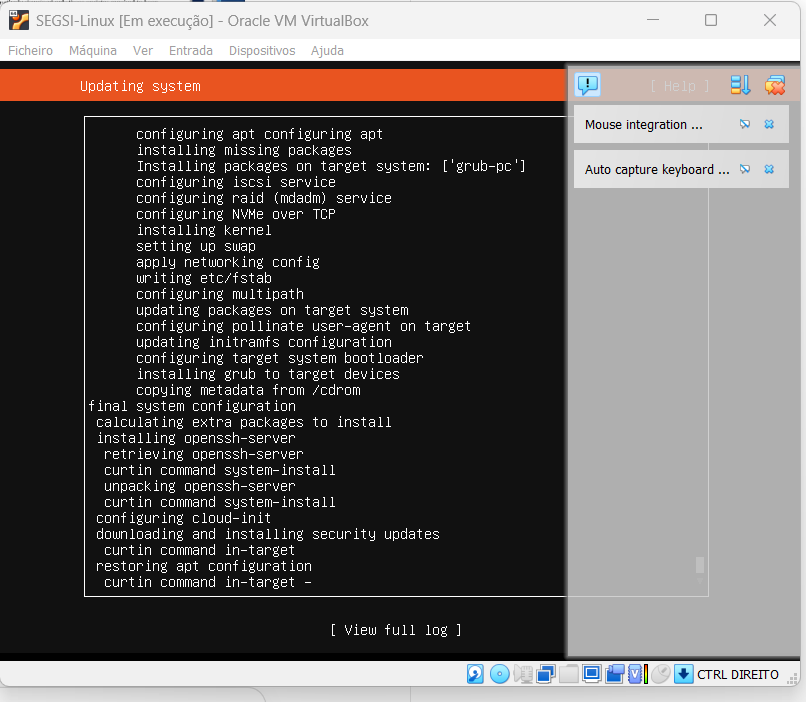 SEGSI-Linux [Em execução] - Oracle VM VirtualBox
Ficheiro Máquina Ver Entrada Dispositivos Ajuda
Updating system
[ Help ]
Mouse integration ...
Auto capture keyboard ...
configuring apt configuring apt
installing missing packages
Installing packages on target system: ['grub-pc']
configuring iscsi service
configuring raid (mdadm) service
configuring NVMe over TCP
installing kernel
setting up swap
apply networking config
writing etc/fstab
configuring multipath
updating packages on target system
configuring pollinate user-agent on target
updating initramfs configuration
configuring target system bootloader
installing grub to target devices
copying metadata from /cdrom
final system configuration
calculating extra packages to install
installing openssh-server
retrieving openssh-server
curtin command system-install
unpacking openssh-server
curtin command system-install
configuring cloud-init
downloading and installing security updates
curtin command in-target
restoring apt configuration
curtin command in-target -
[ View full log ]
CTRL DIREITO